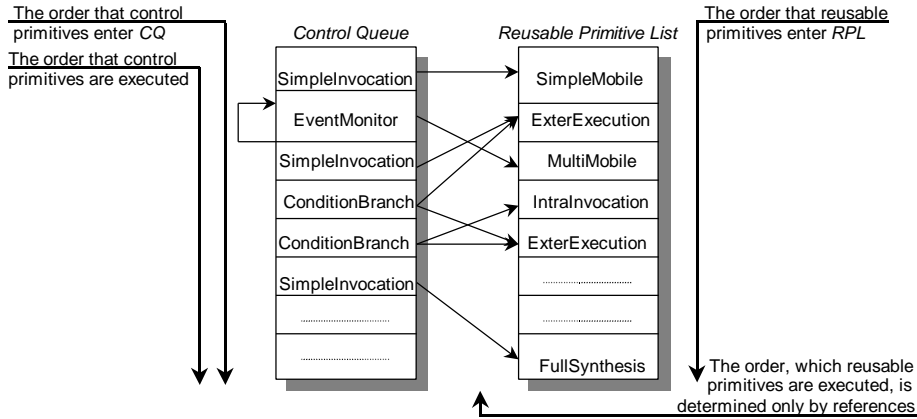 The order that control
primitives enter CQ
The order that control
primitives are executed
Control Queue
SimpleInvocation
EventMonitor
SimpleInvocation
ConditionBranch
ConditionBranch
SimpleInvocation
................................
................................
Reusable Primitive List
SimpleMobile
ExterExecution
MultiMobile
IntraInvocation
ExterExecution
................................
................................
FullSynthesis
The order that reusable
primitives enter RPL
The order, which reusable
primitives are executed, is
determined only by references